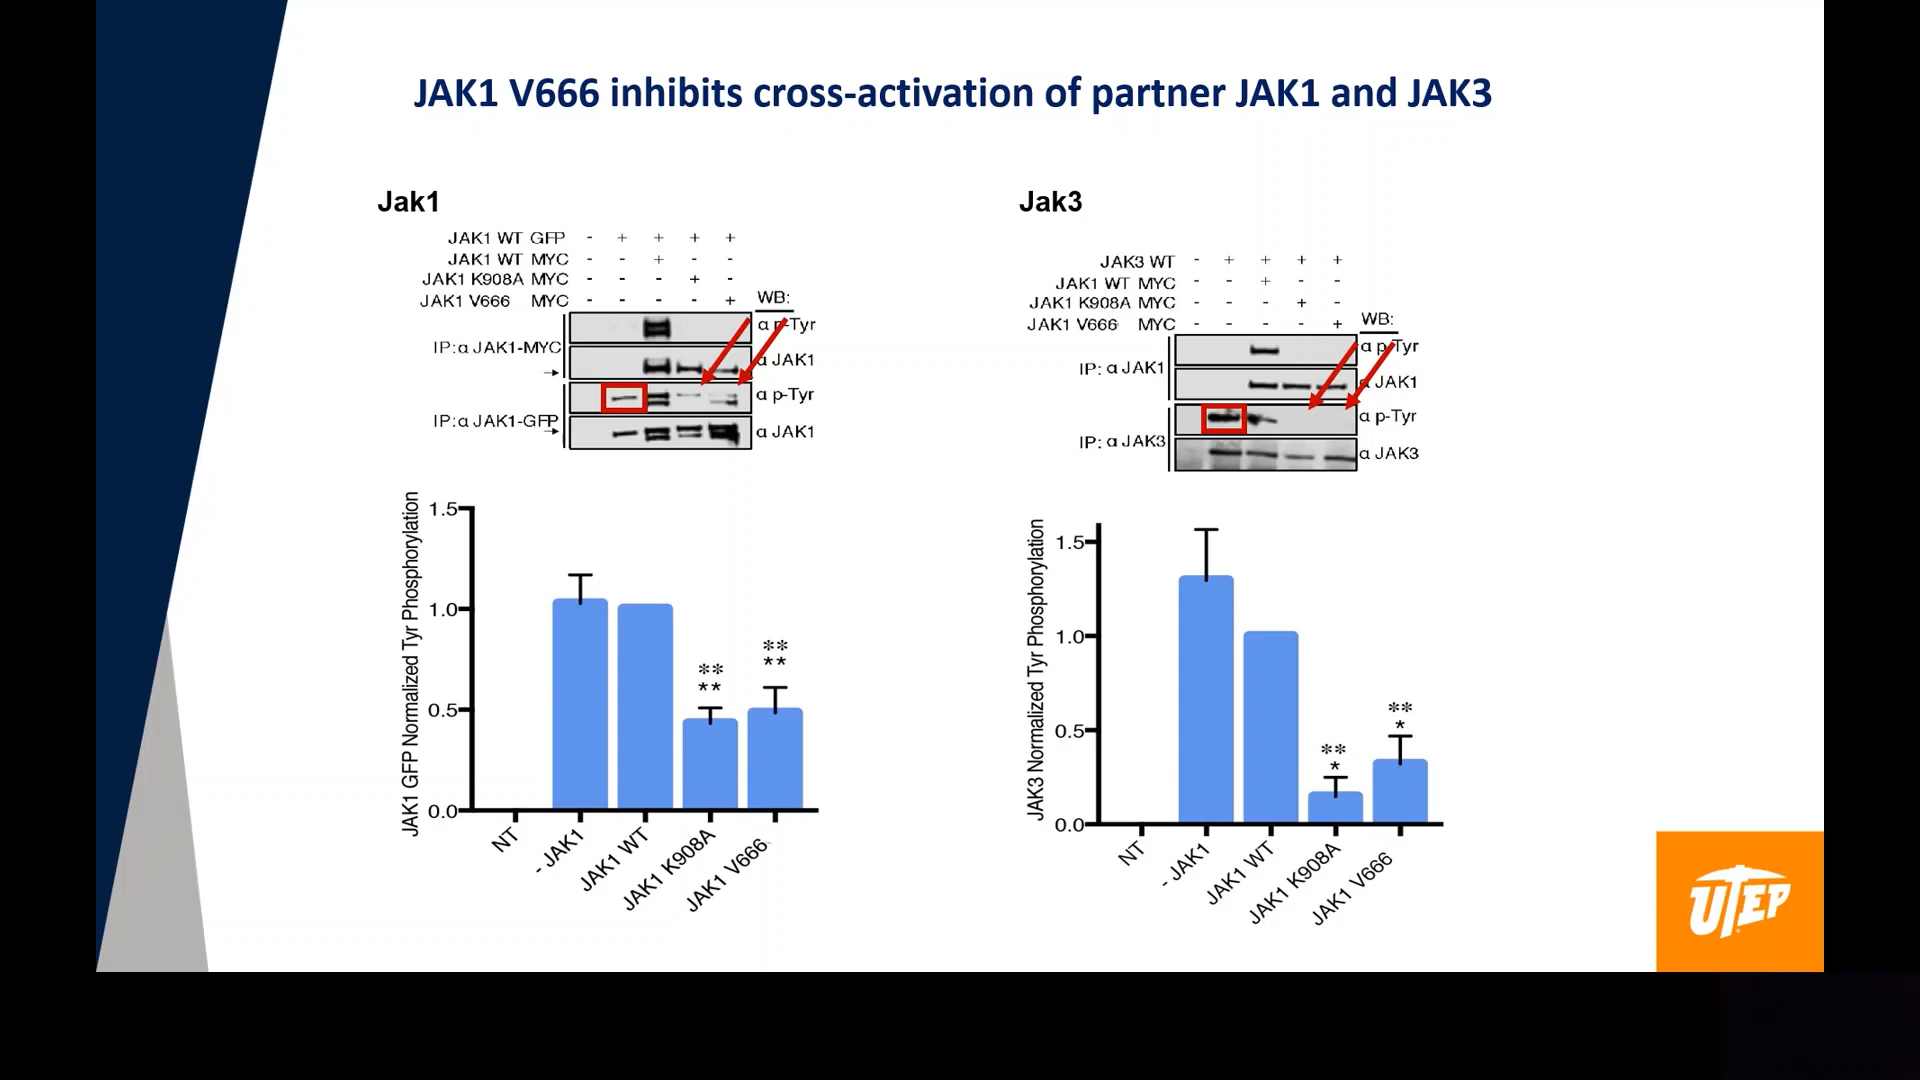 JAK1 V666 inhibits cross-activation of partner JAK1 and JAK3
Jak1
JAK1 WT GFP - + + + +
JAK1 WT MYC - - + - -
JAK1 K908A MYC - - - + -
JAK1 V666 MYC - - - - +
WB:
IP:α JAK1-MYC
α p-Tyr
α JAK1
IP:α JAK1-GFP
α p-Tyr
α JAK1
JAK1 GFP Normalized Tyr Phosphorylation
1.5
1.0
0.5
0.0
** ** 
** **
NT
- JAK1
JAK1 WT
JAK1 K908A
JAK1 V666
Jak3
JAK3 WT - + + + +
JAK1 WT MYC - - + - -
JAK1 K908A MYC - - - + -
JAK1 V666 MYC - - - - +
WB:
IP: α JAK1
α p-Tyr
α JAK1
IP: α JAK3
α p-Tyr
α JAK3
JAK3 Normalized Tyr Phosphorylation
1.5
1.0
0.5
0.0
** **
* *
NT
- JAK1
JAK1 WT
JAK1 K908A
JAK1 V666
UTEP